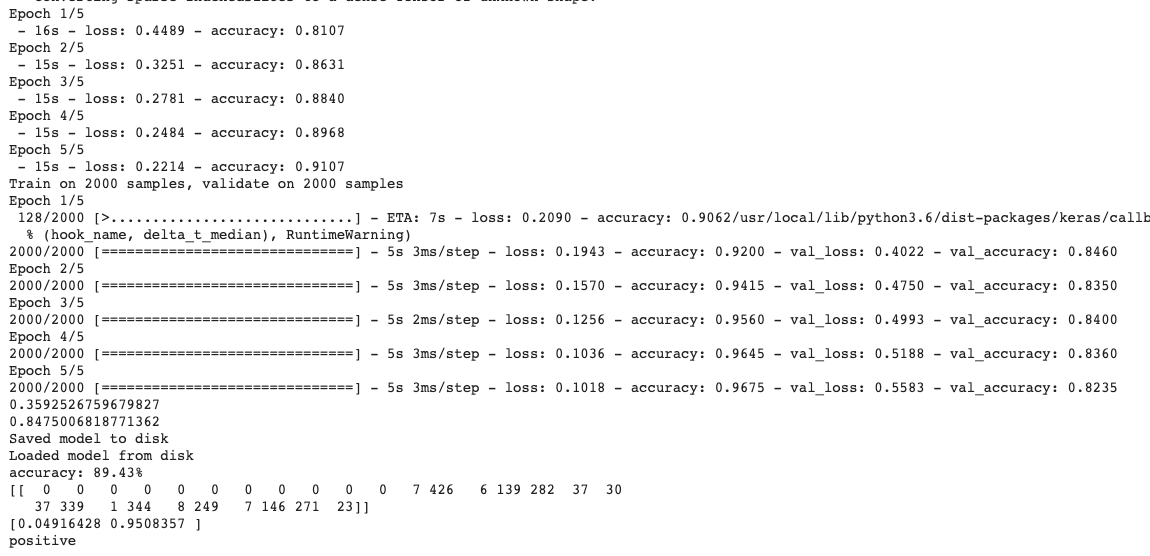 Epoch 1/5
 - 16s - loss: 0.4489 - accuracy: 0.8107
Epoch 2/5
 - 15s - loss: 0.3251 - accuracy: 0.8631
Epoch 3/5
 - 15s - loss: 0.2781 - accuracy: 0.8840
Epoch 4/5
 - 15s - loss: 0.2484 - accuracy: 0.8968
Epoch 5/5
 - 15s - loss: 0.2214 - accuracy: 0.9107
Train on 2000 samples, validate on 2000 samples
Epoch 1/5
 128/2000 [>.............................] - ETA: 7s - loss: 0.2090 - accuracy: 0.9062/usr/local/lib/python3.6/dist-packages/keras/callb
  % (hook_name, delta_t_median), RuntimeWarning)
2000/2000 [==============================] - 5s 3ms/step - loss: 0.1943 - accuracy: 0.9200 - val_loss: 0.4022 - val_accuracy: 0.8460
Epoch 2/5
2000/2000 [==============================] - 5s 3ms/step - loss: 0.1570 - accuracy: 0.9415 - val_loss: 0.4750 - val_accuracy: 0.8350
Epoch 3/5
2000/2000 [==============================] - 5s 2ms/step - loss: 0.1256 - accuracy: 0.9560 - val_loss: 0.4993 - val_accuracy: 0.8400
Epoch 4/5
2000/2000 [==============================] - 5s 3ms/step - loss: 0.1036 - accuracy: 0.9645 - val_loss: 0.5188 - val_accuracy: 0.8360
Epoch 5/5
2000/2000 [==============================] - 5s 3ms/step - loss: 0.1018 - accuracy: 0.9675 - val_loss: 0.5583 - val_accuracy: 0.8235
0.3592526759679827
0.8475006818771362
Saved model to disk
Loaded model from disk
accuracy: 89.43%
[[  0   0   0   0   0   0   0   0   0   0   0   7 426   6 139 282  37  30
   37 339   1 344   8 249   7 146 271  23]]
[0.04916428 0.9508357 ]
positive